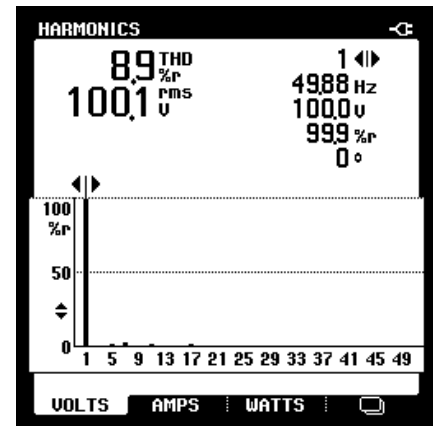 HARMONICS
8.9 THD %r
100.1 rms V
1
49.88 Hz
100.0 V
99.9 %r
0 °
100
%r
50
0
1 5 9 13 17 21 25 29 33 37 41 45 49
VOLTS AMPS WATTS